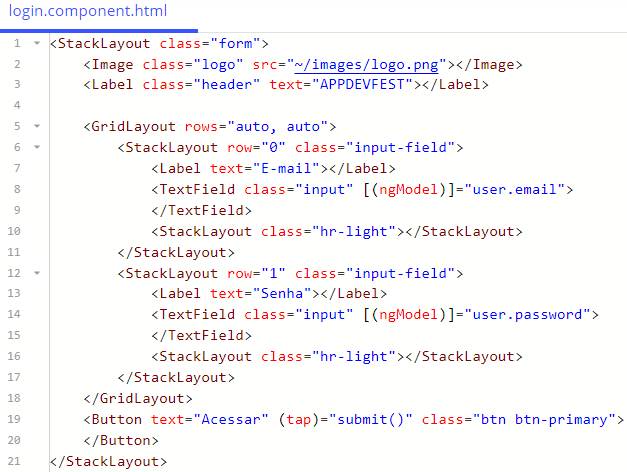 login.component.html
1 <StackLayout class="form">
2     <Image class="logo" src="~/images/logo.png"></Image>
3     <Label class="header" text="APPDEVFEST"></Label>
4
5     <GridLayout rows="auto, auto">
6         <StackLayout row="0" class="input-field">
7             <Label text="E-mail"></Label>
8             <TextField class="input" [(ngModel)]="user.email">
9             </TextField>
10             <StackLayout class="hr-light"></StackLayout>
11         </StackLayout>
12         <StackLayout row="1" class="input-field">
13             <Label text="Senha"></Label>
14             <TextField class="input" [(ngModel)]="user.password">
15             </TextField>
16             <StackLayout class="hr-light"></StackLayout>
17         </StackLayout>
18     </GridLayout>
19     <Button text="Acessar" (tap)="submit()" class="btn btn-primary">
20     </Button>
21 </StackLayout>